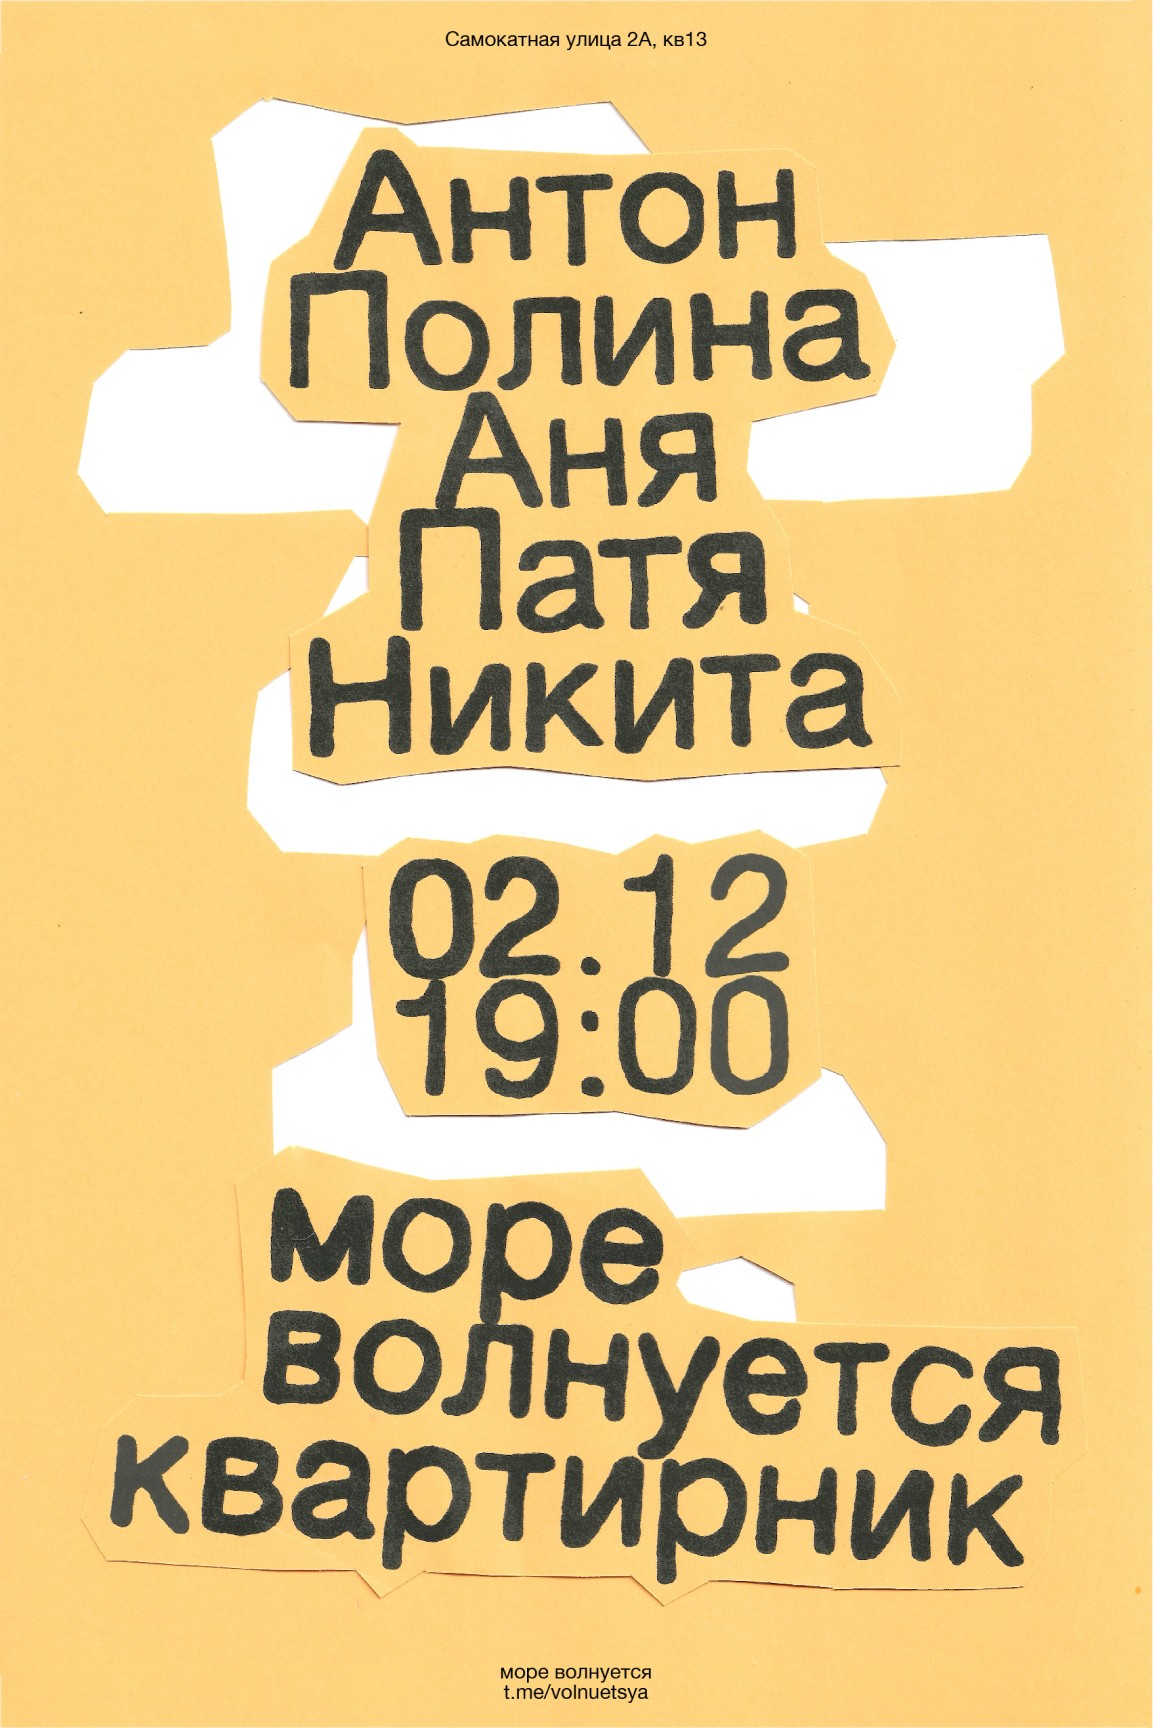 Самокатная улица 2А, кв13
Антон
Полина
Аня
Патя
Никита
02.12
19:00
море
волнуется
квартирник
море волнуется
t.me/volnuetsya